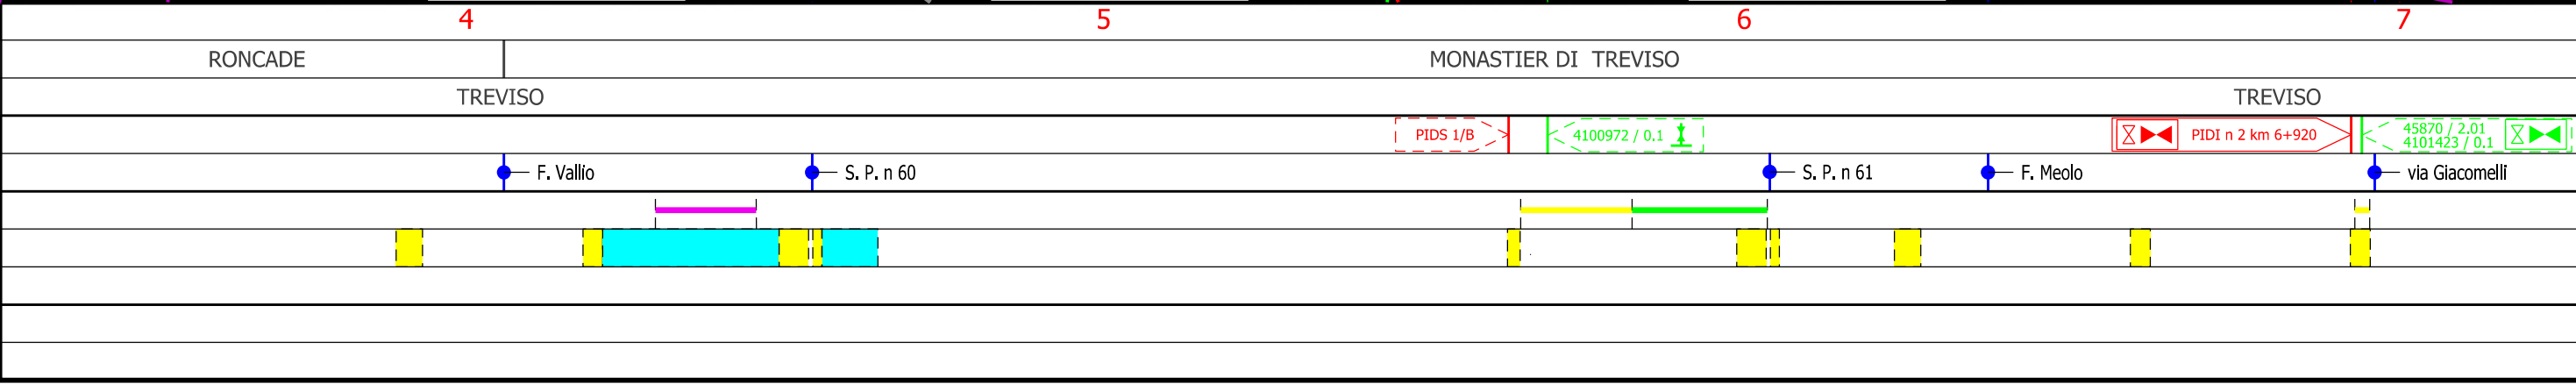 4 5 6 7
RONCADE MONASTIER DI TREVISO
TREVISO TREVISO
PIDS 1/B 4100972 / 0.1 PIDI n 2 km 6+920 45870 / 2.01
4101423 / 0.1
F. Vallio S. P. n 60 S. P. n 61 F. Meolo via Giacomelli